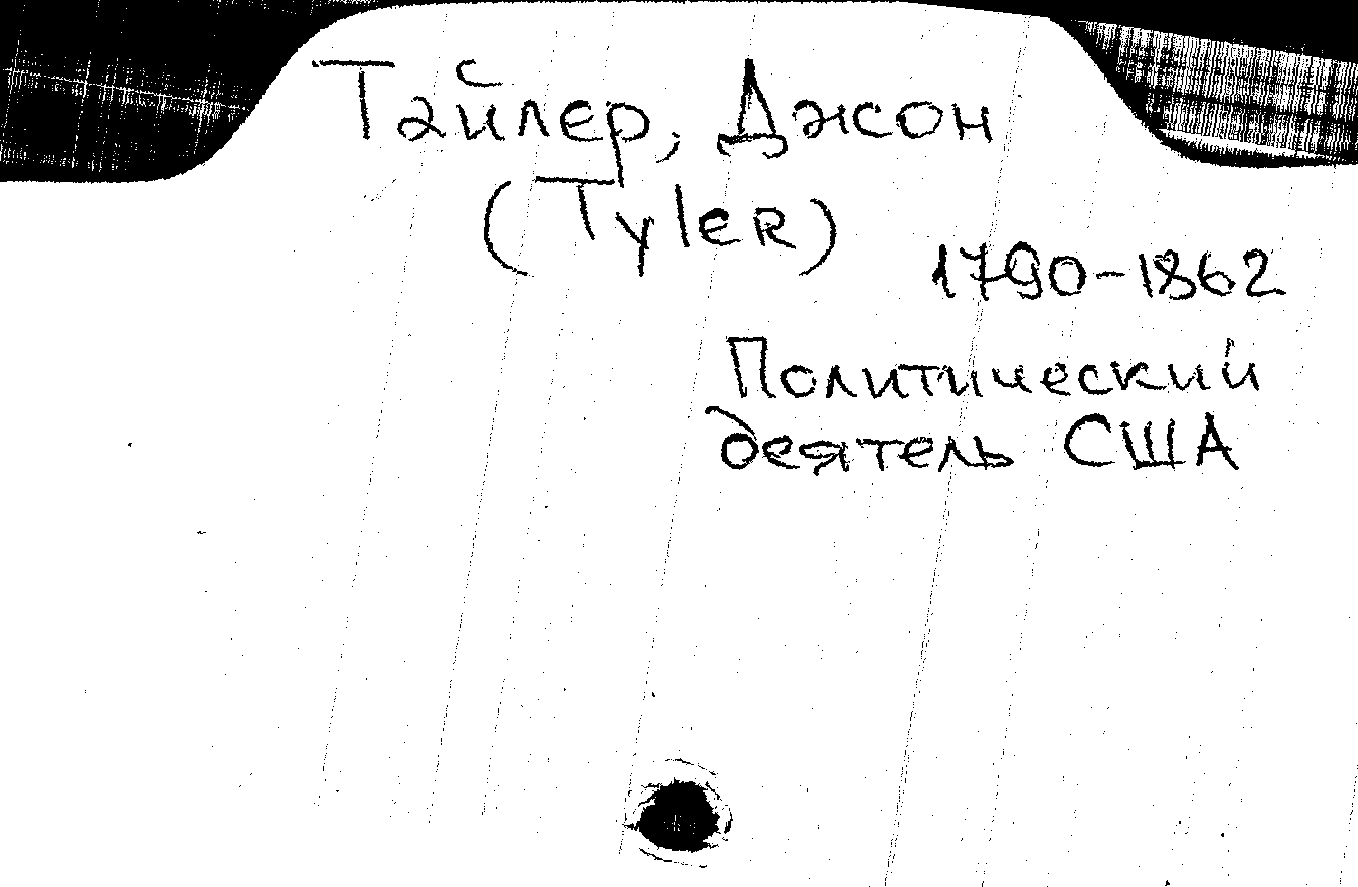 Тайлер, Джон
(Tyler)
1790-1862
Политический
деятель США